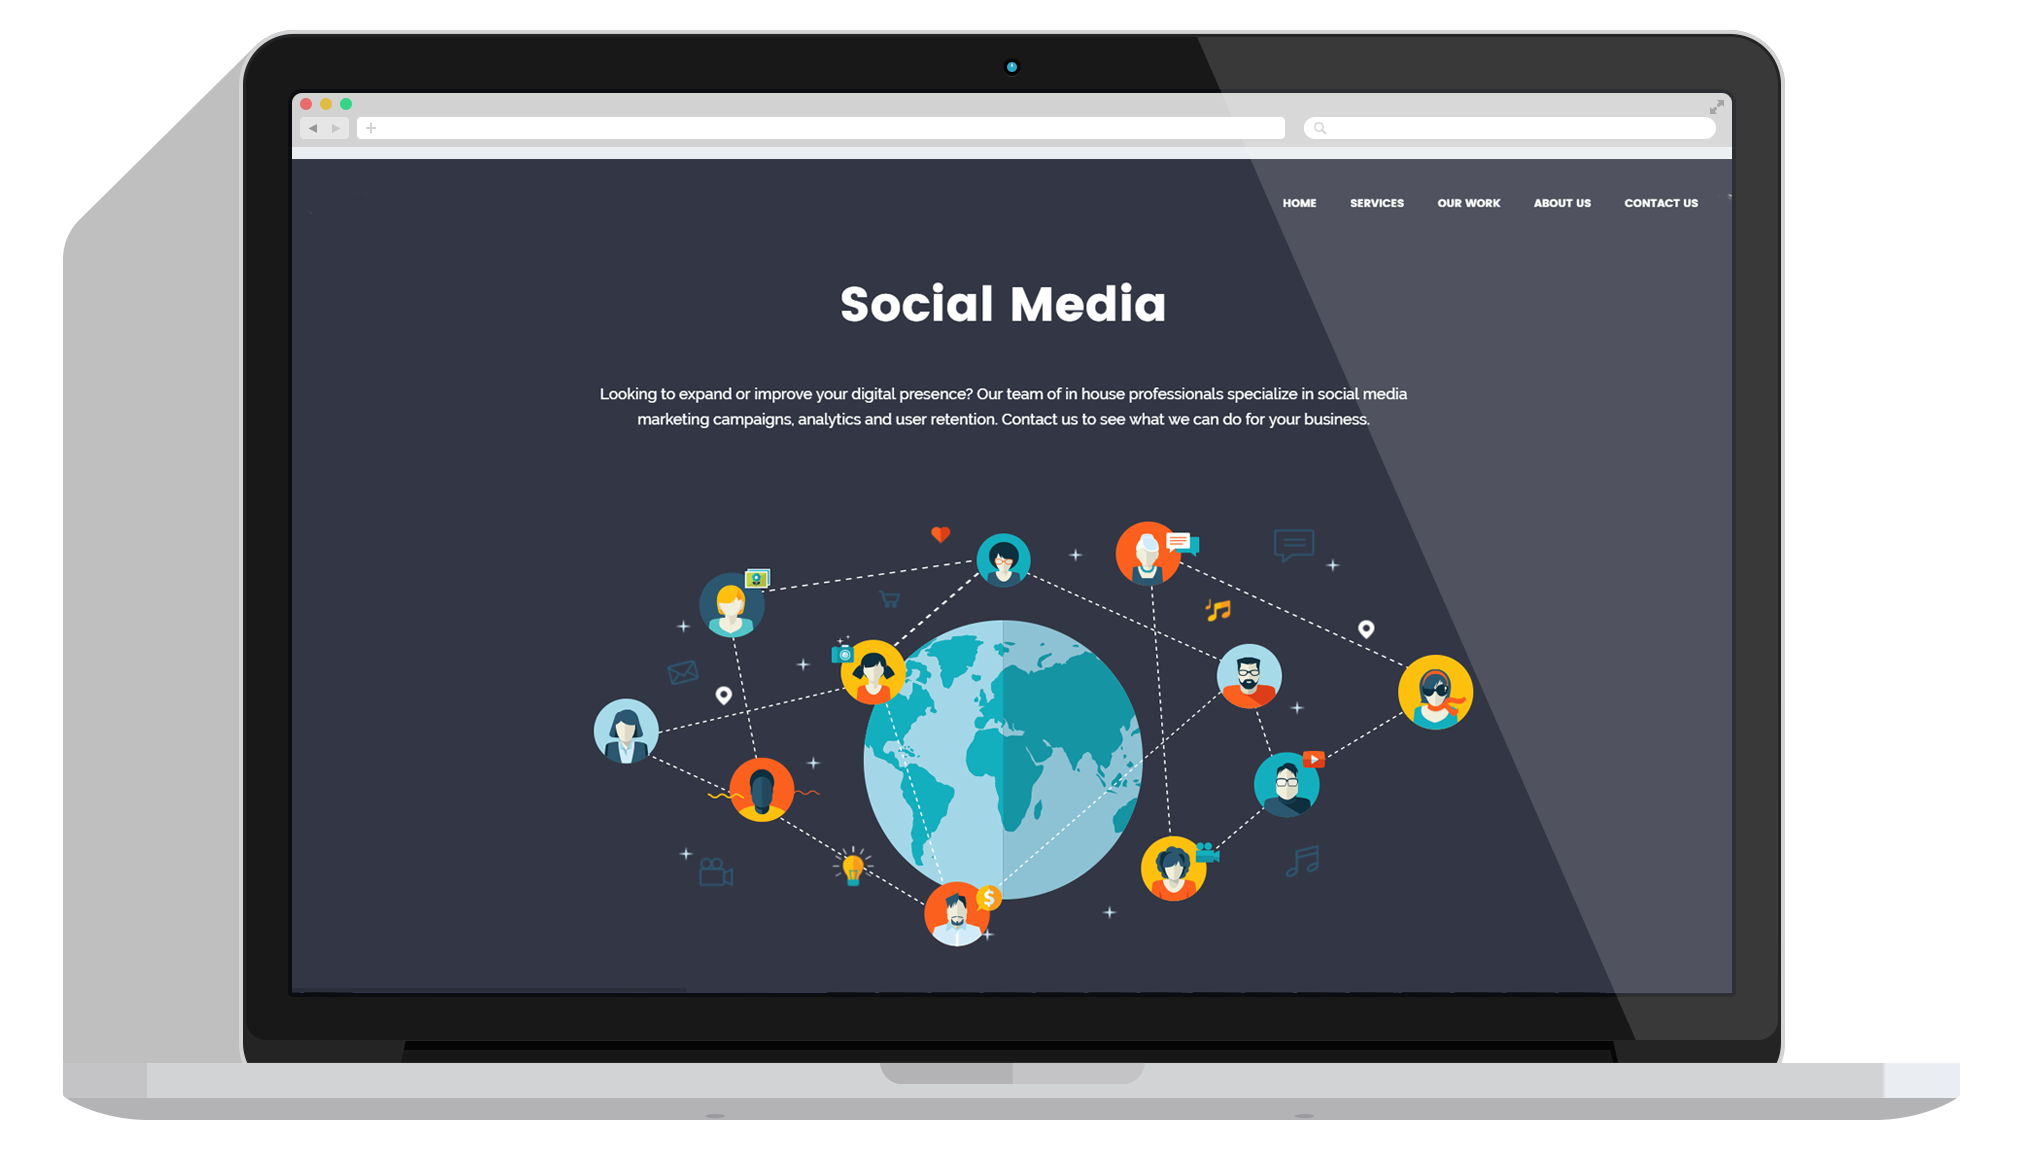 HOME SERVICES OUR WORK ABOUT US CONTACT US
Social Media
Looking to expand or improve your digital presence? Our team of in house professionals specialize in social media
marketing campaigns, analytics and user retention. Contact us to see what we can do for your business.
$